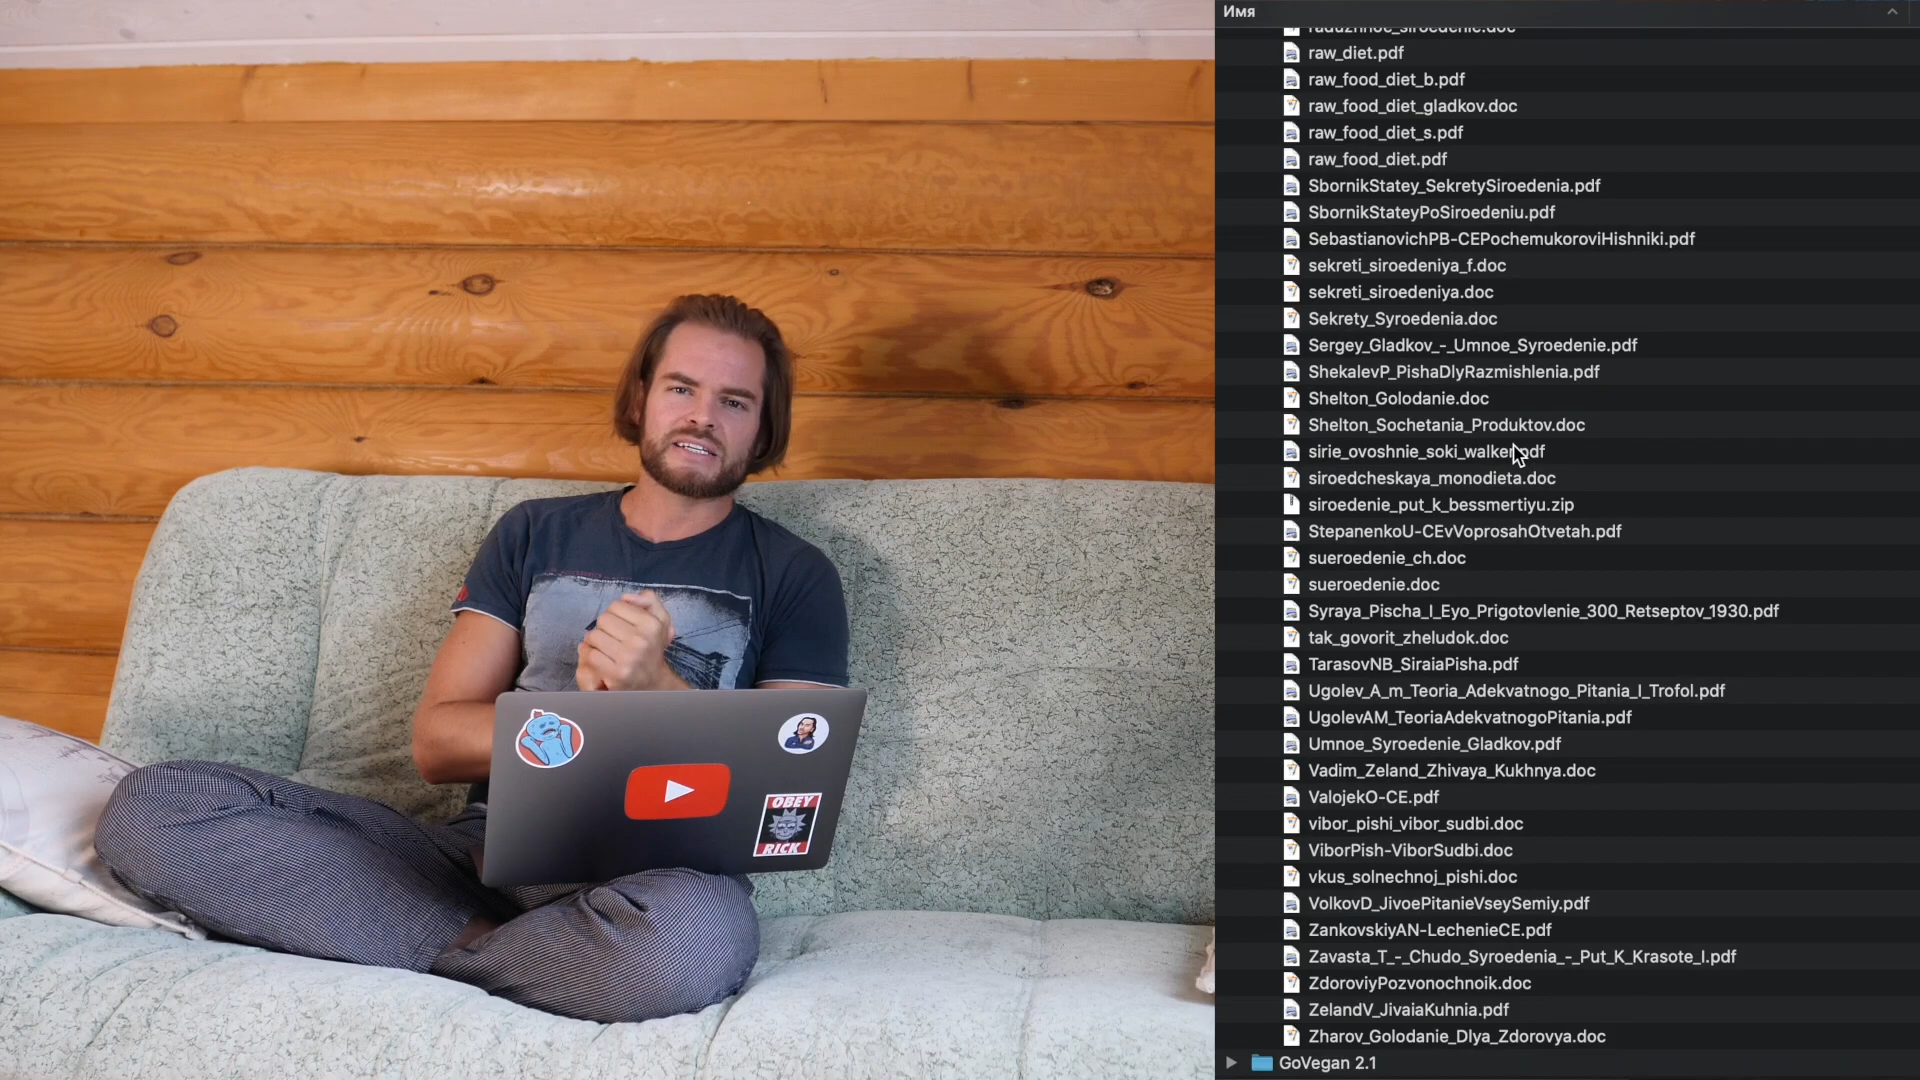 Имя
raduzhnoe_siroedenie.doc
raw_diet.pdf
raw_food_diet_b.pdf
raw_food_diet_gladkov.doc
raw_food_diet_s.pdf
raw_food_diet.pdf
SbornikStatey_SekretySiroedenia.pdf
SbornikStateyPoSiroedeniu.pdf
SebastianovichPB-CEPochemukoroviHishniki.pdf
sekreti_siroedeniya_f.doc
sekreti_siroedeniya.doc
Sekrety_Syroedenia.doc
Sergey_Gladkov_-_Umnoe_Syroedenie.pdf
ShekalevP_PishaDlyRazmishlenia.pdf
Shelton_Golodanie.doc
Shelton_Sochetania_Produktov.doc
sirie_ovoshnie_soki_walker.pdf
siroedcheskaya_monodieta.doc
siroedenie_put_k_bessmertiyu.zip
StepanenkoU-CEvVoprosahOtvetah.pdf
sueroedenie_ch.doc
sueroedenie.doc
Syraya_Pischa_I_Eyo_Prigotovlenie_300_Retseptov_1930.pdf
tak_govorit_zheludok.doc
TarasovNB_SiraiaPisha.pdf
Ugolev_A_m_Teoria_Adekvatnogo_Pitania_I_Trofol.pdf
UgolevAM_TeoriaAdekvatnogoPitania.pdf
Umnoe_Syroedenie_Gladkov.pdf
Vadim_Zeland_Zhivaya_Kukhnya.doc
ValojekO-CE.pdf
vibor_pishi_vibor_sudbi.doc
ViborPish-ViborSudbi.doc
vkus_solnechnoj_pishi.doc
VolkovD_JivoePitanieVseySemiy.pdf
ZankovskiyAN-LechenieCE.pdf
Zavasta_T_-_Chudo_Syroedenia_-_Put_K_Krasote_I.pdf
ZdoroviyPozvonochnoik.doc
ZelandV_JivaiaKuhnia.pdf
Zharov_Golodanie_Dlya_Zdorovya.doc
GoVegan 2.1
OBEY
RICK